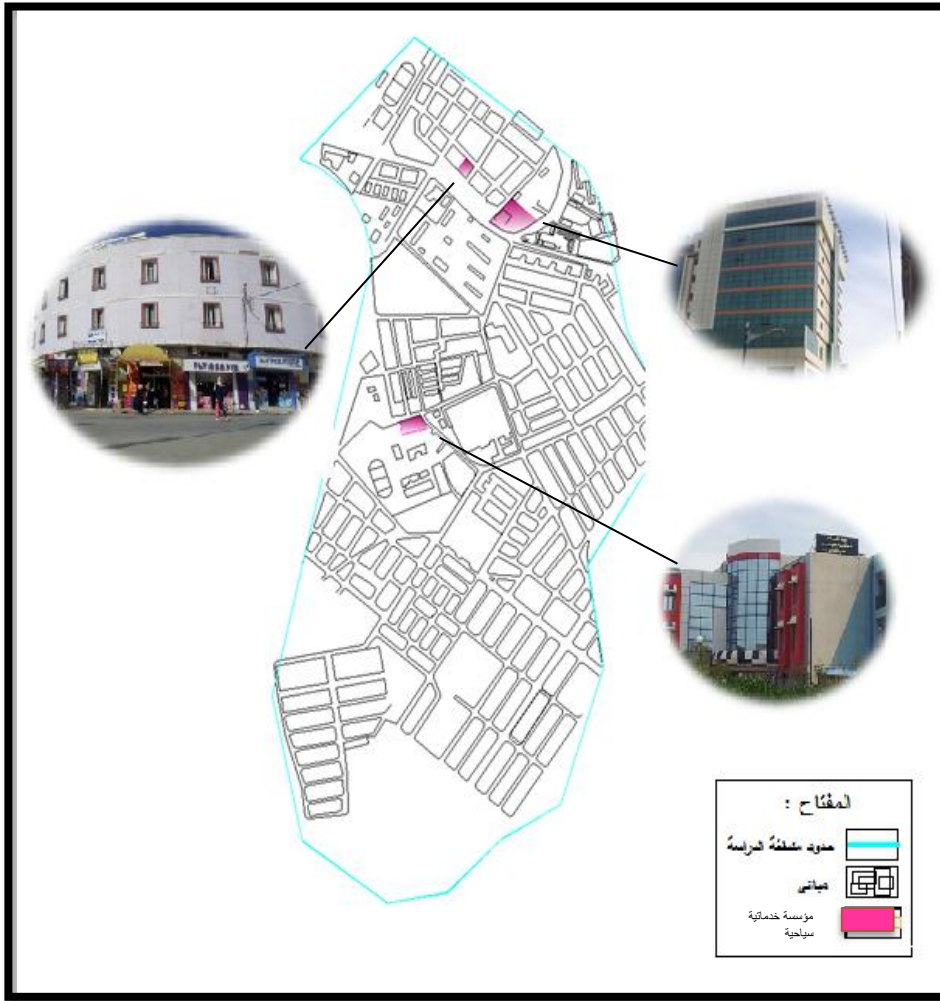 المفتاح :
حدود منطقة الدراسة
مباني
مؤسسة خدماتية
سياحية